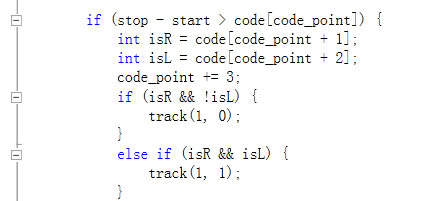 if (stop - start > code[code_point]) {
int isR = code[code_point + 1];
int isL = code[code_point + 2];
code_point += 3;
if (isR && !isL) {
track(1, 0);
}
else if (isR && isL) {
track(1, 1);
}